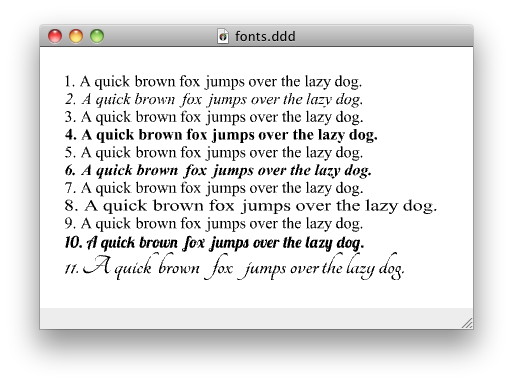 fonts.ddd
1. A quick brown fox jumps over the lazy dog.
2. A quick brown fox jumps over the lazy dog.
3. A quick brown fox jumps over the lazy dog.
4. A quick brown fox jumps over the lazy dog.
5. A quick brown fox jumps over the lazy dog.
6. A quick brown fox jumps over the lazy dog.
7. A quick brown fox jumps over the lazy dog.
8. A quick brown fox jumps over the lazy dog.
9. A quick brown fox jumps over the lazy dog.
10. A quick brown fox jumps over the lazy dog.
11. A quick brown fox jumps over the lazy dog.